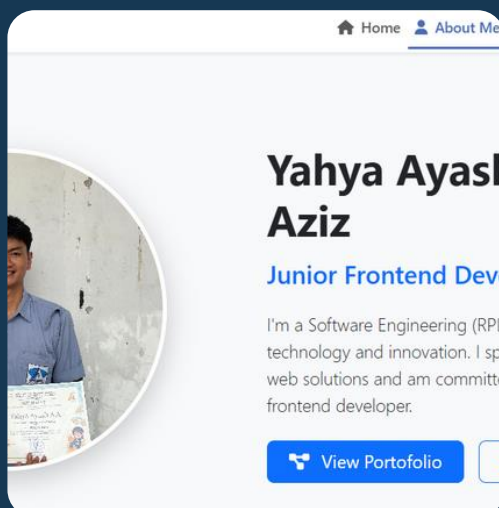 Home About Me
Yahya Ayash
Aziz
Junior Frontend Deve
I'm a Software Engineering (RPL
technology and innovation. I sp
web solutions and am committe
frontend developer.
View Portofolio